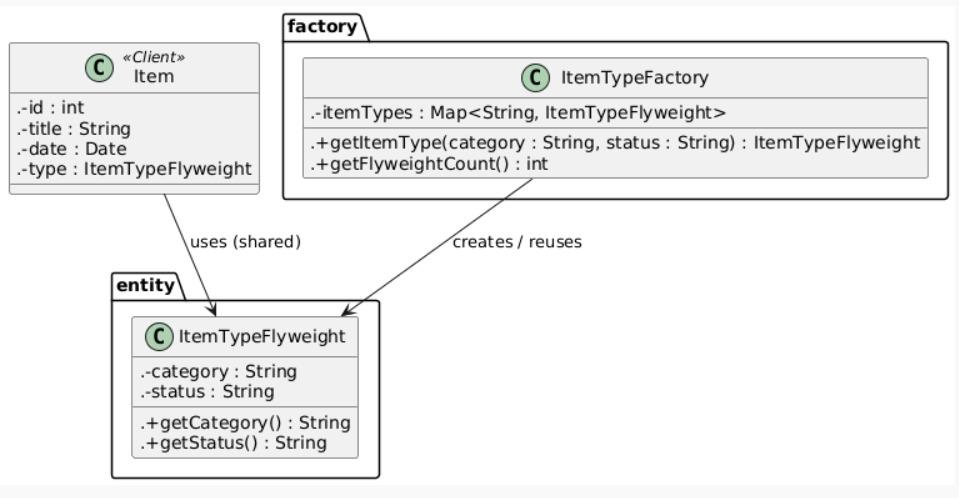 factory
«Client»
C Item
.-id : int
.-title : String
.-date : Date
.-type : ItemTypeFlyweight
C ItemTypeFactory
.-itemTypes : Map<String, ItemTypeFlyweight>
.+getItemType(category : String, status : String) : ItemTypeFlyweight
.+getFlyweightCount() : int
uses (shared)
creates / reuses
entity
C ItemTypeFlyweight
.-category : String
.-status : String
.+getCategory() : String
.+getStatus() : String